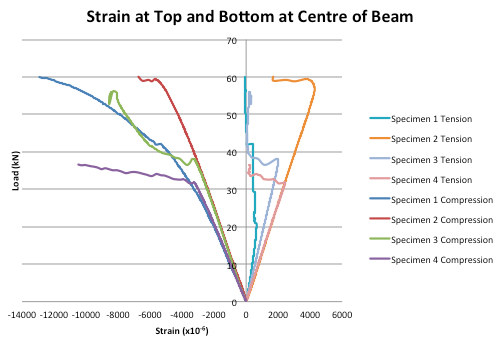 Strain at Top and Bottom at Centre of Beam
70
60
50
40
30
20
10
0
-14000 -12000 -10000 -8000 -6000 -4000 -2000 0 2000 4000 6000
Load (kN)
Strain (x10⁻⁶)
Specimen 1 Tension
Specimen 2 Tension
Specimen 3 Tension
Specimen 4 Tension
Specimen 1 Compression
Specimen 2 Compression
Specimen 3 Compression
Specimen 4 Compression